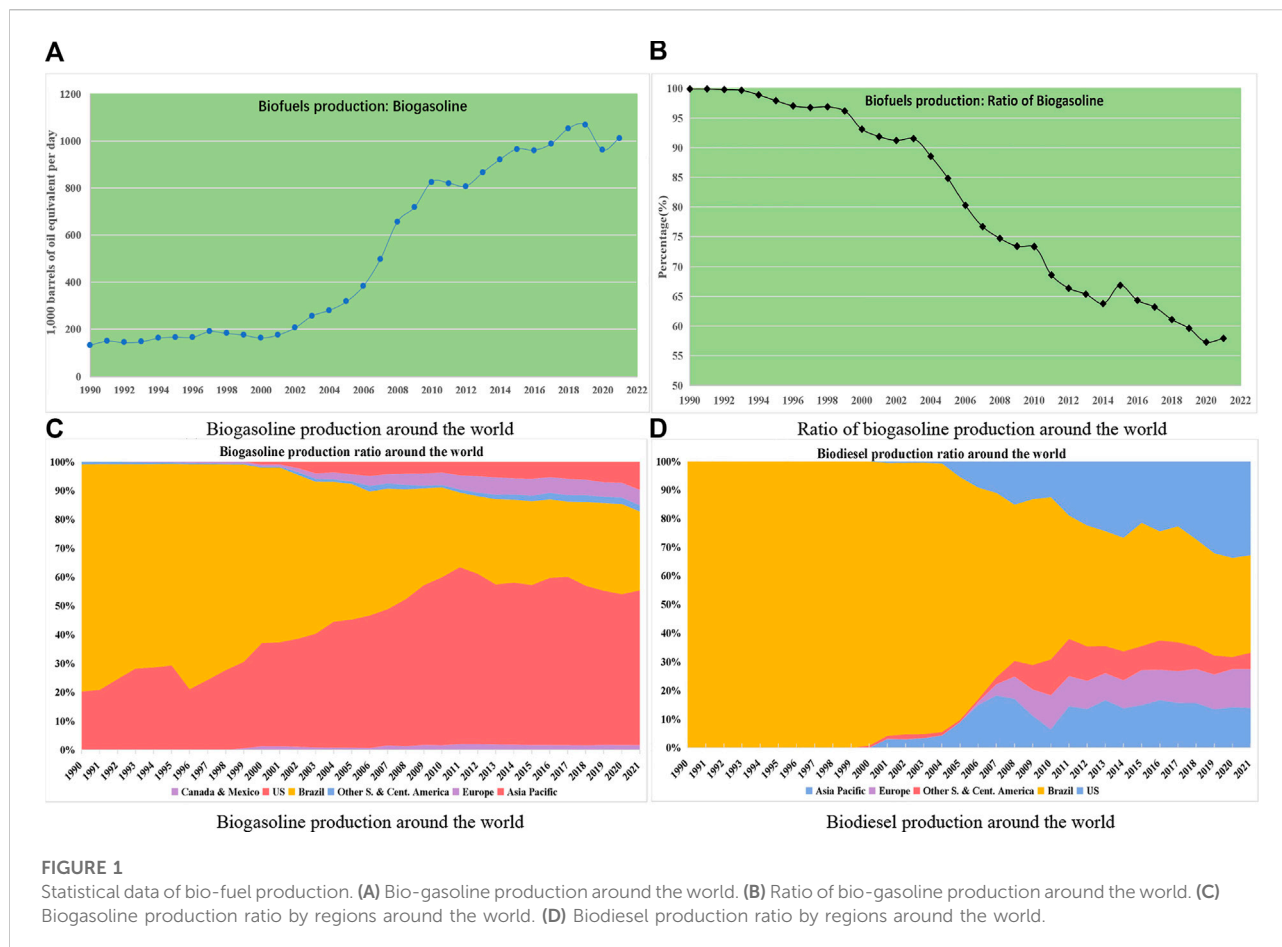 A
Biofuels production: Biogasoline
1,000 barrels of oil equivalent per day
1200
1000
800
600
400
200
0
1990 1992 1994 1996 1998 2000 2002 2004 2006 2008 2010 2012 2014 2016 2018 2020 2022
Biogasoline production around the world
B
Biofuels production: Ratio of Biogasoline
Percentage(%)
100
95
90
85
80
75
70
65
60
55
50
1990 1992 1994 1996 1998 2000 2002 2004 2006 2008 2010 2012 2014 2016 2018 2020 2022
Ratio of biogasoline production around the world
C
Biogasoline production ratio around the world
100%
90%
80%
70%
60%
50%
40%
30%
20%
10%
0%
1990 1991 1992 1993 1994 1995 1996 1997 1998 1999 2000 2001 2002 2003 2004 2005 2006 2007 2008 2009 2010 2011 2012 2013 2014 2015 2016 2017 2018 2019 2020 2021
Canada & Mexico US Brazil Other S. & Cent. America Europe Asia Pacific
Biogasoline production around the world
D
Biodiesel production ratio around the world
100%
90%
80%
70%
60%
50%
40%
30%
20%
10%
0%
1990 1991 1992 1993 1994 1995 1996 1997 1998 1999 2000 2001 2002 2003 2004 2005 2006 2007 2008 2009 2010 2011 2012 2013 2014 2015 2016 2017 2018 2019 2020 2021
Asia Pacific Europe Other S. & Cent. America Brazil US
Biodiesel production around the world
FIGURE 1
Statistical data of bio-fuel production. (A) Bio-gasoline production around the world. (B) Ratio of bio-gasoline production around the world. (C)
Biogasoline production ratio by regions around the world. (D) Biodiesel production ratio by regions around the world.